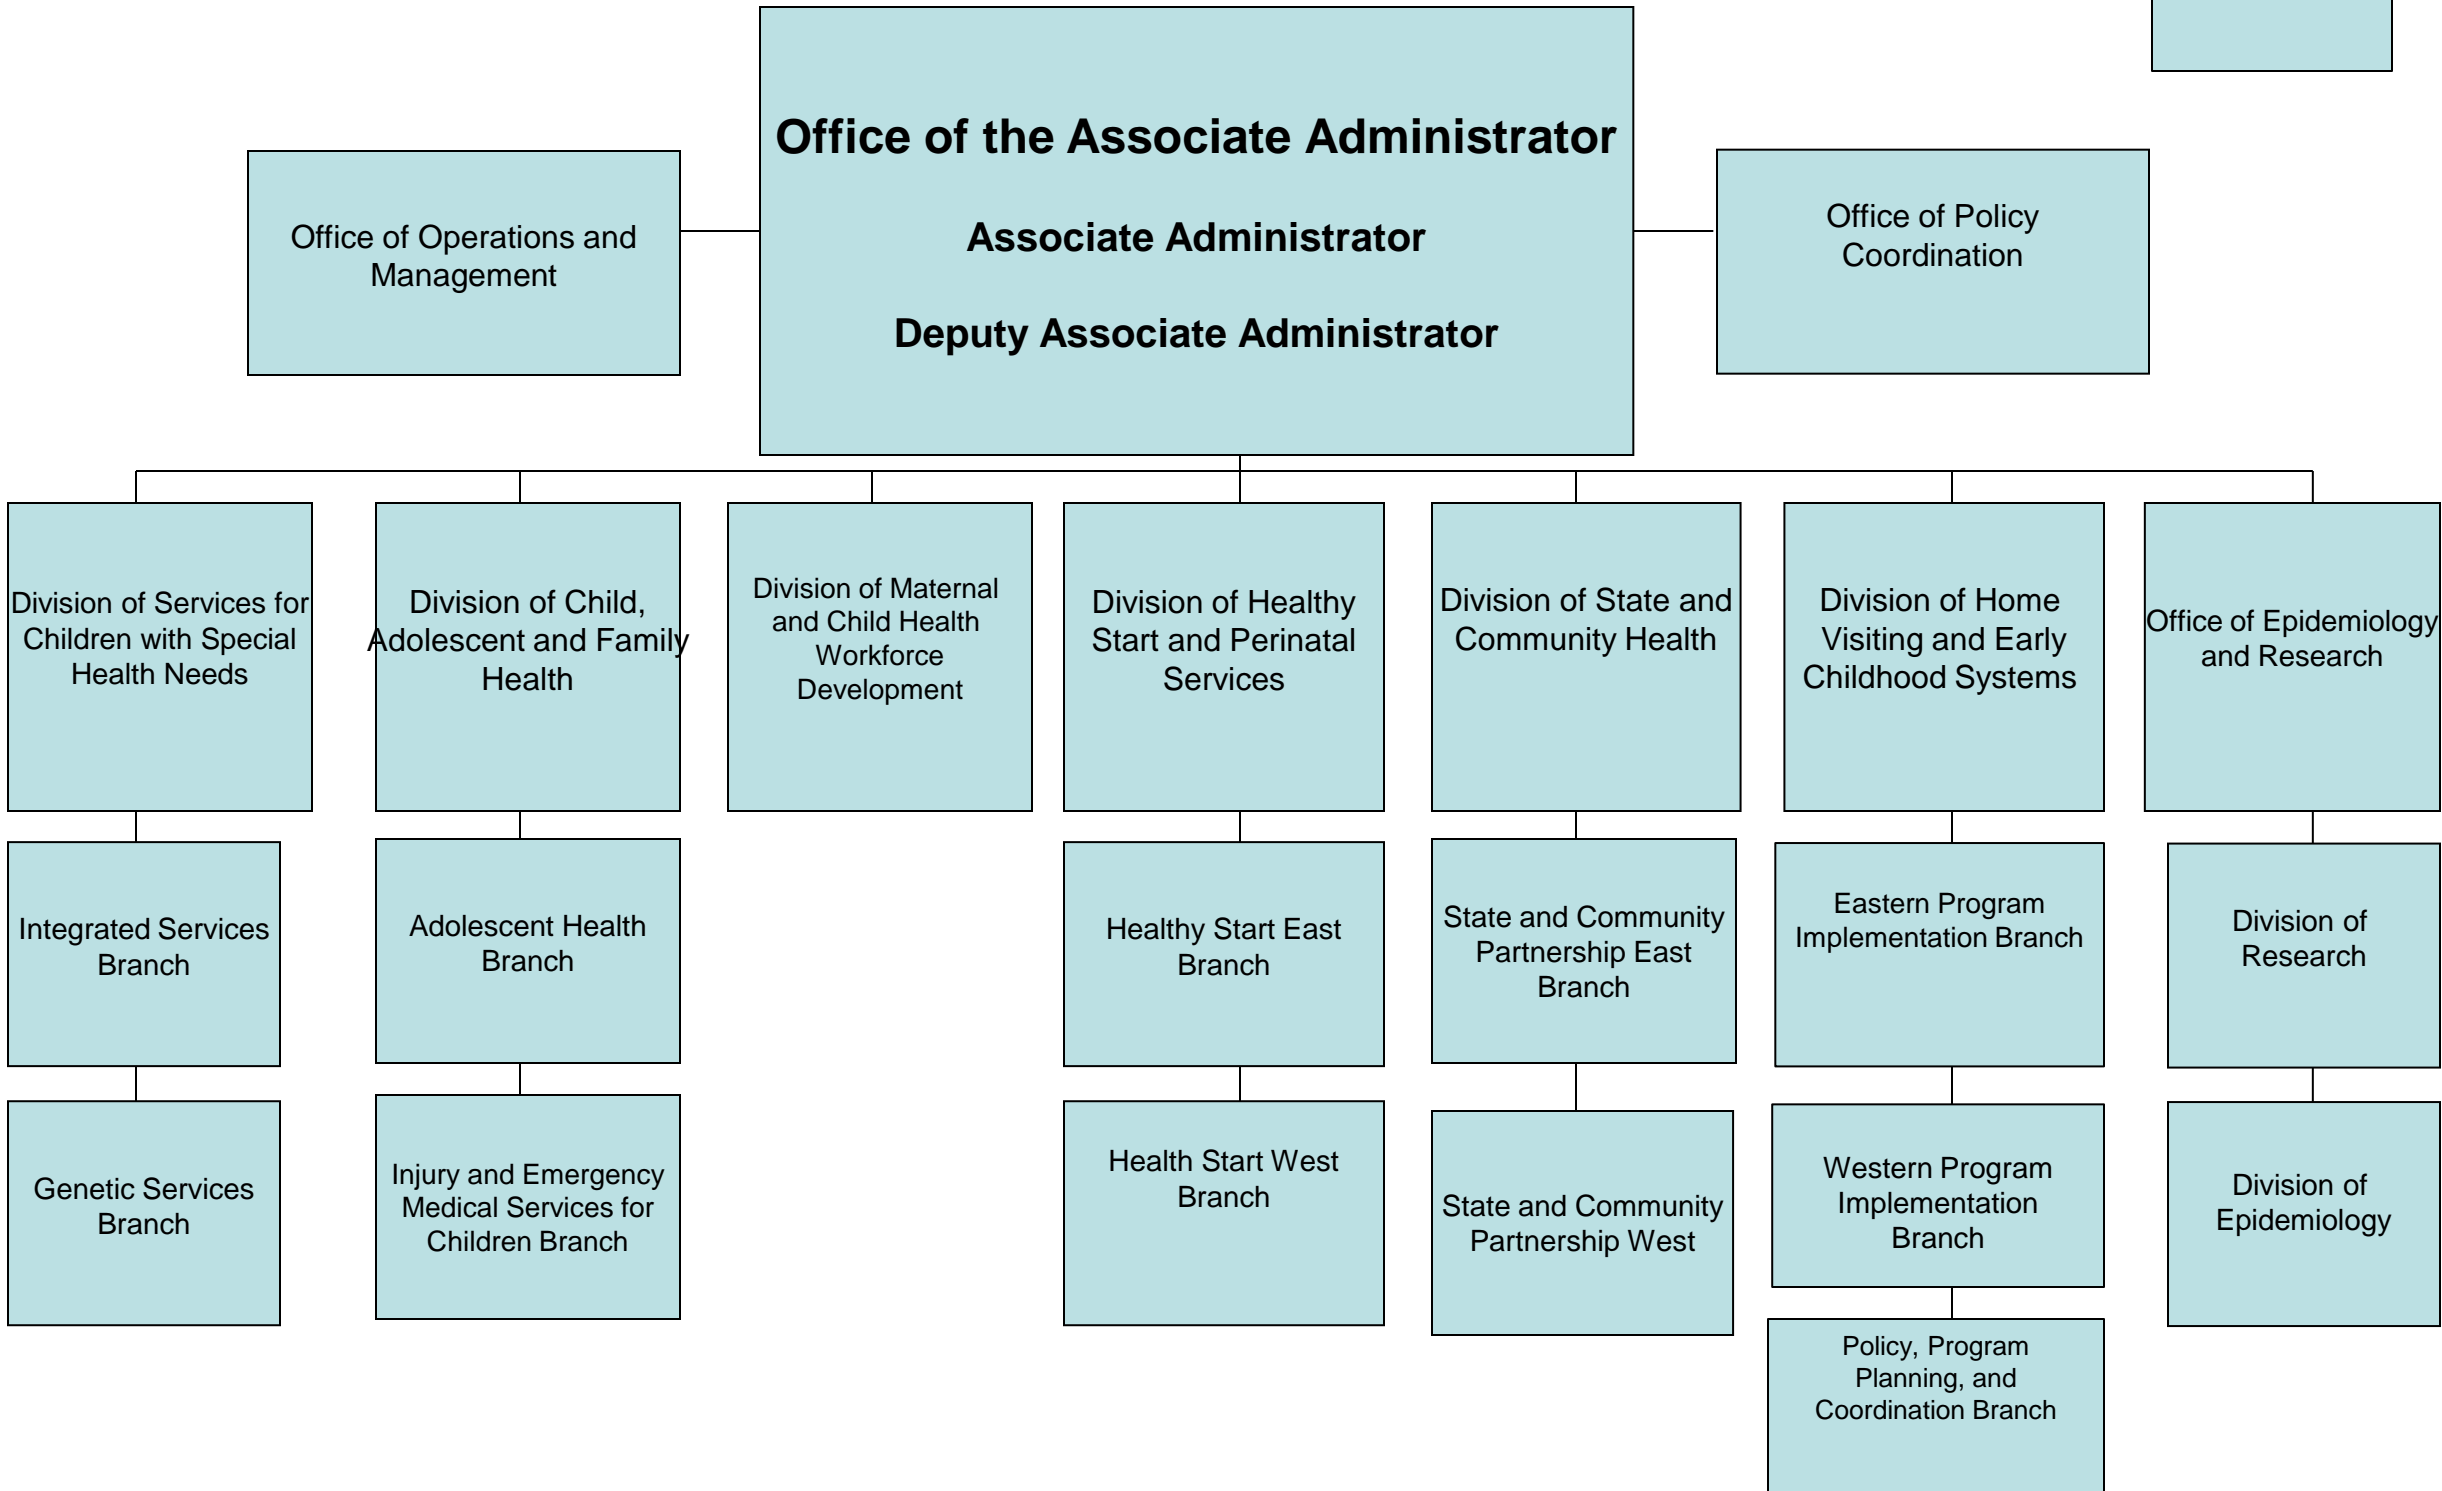 Office of the Associate Administrator
Associate Administrator
Deputy Associate Administrator
Office of Operations and
Management
Office of Policy
Coordination
Division of Services for
Children with Special
Health Needs
Division of Child,
Adolescent and Family
Health
Division of Maternal
and Child Health
Workforce
Development
Division of Healthy
Start and Perinatal
Services
Division of State and
Community Health
Division of Home
Visiting and Early
Childhood Systems
Office of Epidemiology
and Research
Integrated Services
Branch
Adolescent Health
Branch
Healthy Start East
Branch
State and Community
Partnership East
Branch
Eastern Program
Implementation Branch
Division of
Research
Genetic Services
Branch
Injury and Emergency
Medical Services for
Children Branch
Health Start West
Branch
State and Community
Partnership West
Western Program
Implementation
Branch
Division of
Epidemiology
Policy, Program
Planning, and
Coordination Branch